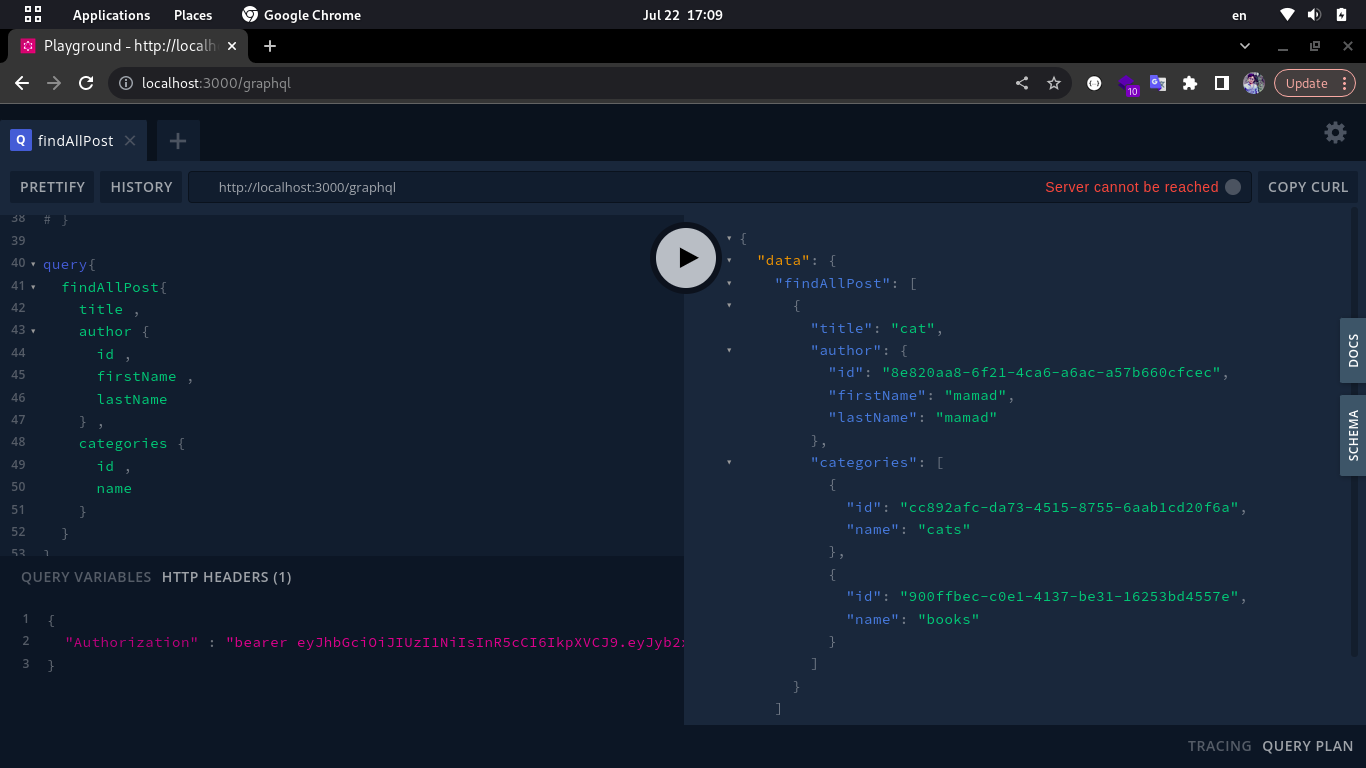 Applications Places Google Chrome Jul 22 17:09 en
Playground - http://localh
localhost:3000/graphql 10 Update
Q findAllPost
PRETTIFY HISTORY http://localhost:3000/graphql Server cannot be reached COPY CURL
38 # }
39
40 query{
41 findAllPost{
42 title ,
43 author {
44 id ,
45 firstName ,
46 lastName
47 } ,
48 categories {
49 id ,
50 name
51 }
52 }
53 }
QUERY VARIABLES HTTP HEADERS (1)
1 {
2 "Authorization" : "bearer eyJhbGciOiJIUzI1NiIsInR5cCI6IkpXVCJ9.eyJyb2
3 }
{
"data": {
"findAllPost": [
{
"title": "cat",
"author": {
"id": "8e820aa8-6f21-4ca6-a6ac-a57b660cfcec",
"firstName": "mamad",
"lastName": "mamad"
},
"categories": [
{
"id": "cc892afc-da73-4515-8755-6aab1cd20f6a",
"name": "cats"
},
{
"id": "900ffbec-c0e1-4137-be31-16253bd4557e",
"name": "books"
}
]
}
]
DOCS
SCHEMA
TRACING QUERY PLAN